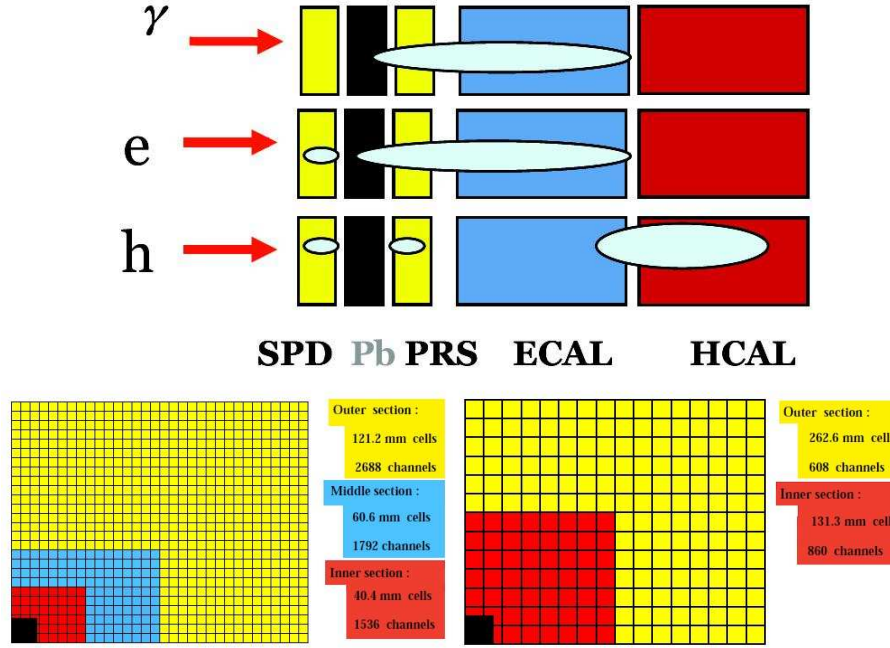 γ
e
h
SPD Pb PRS ECAL HCAL
Outer section :
121.2 mm cells
2688 channels
Middle section :
60.6 mm cells
1792 channels
Inner section :
40.4 mm cells
1536 channels
Outer section :
262.6 mm cell
608 channels
Inner section :
131.3 mm cell
860 channels